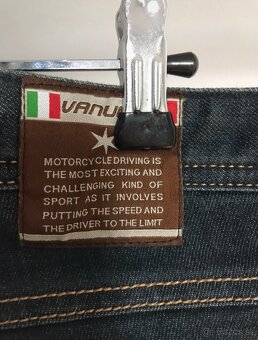 MOTORCYCLE DRIVING IS
THE MOST EXCITING AND
CHALLENGING KIND OF
SPORT AS IT INVOLVES
PUTTING THE SPEED AND
THE DRIVER TO THE LIMIT